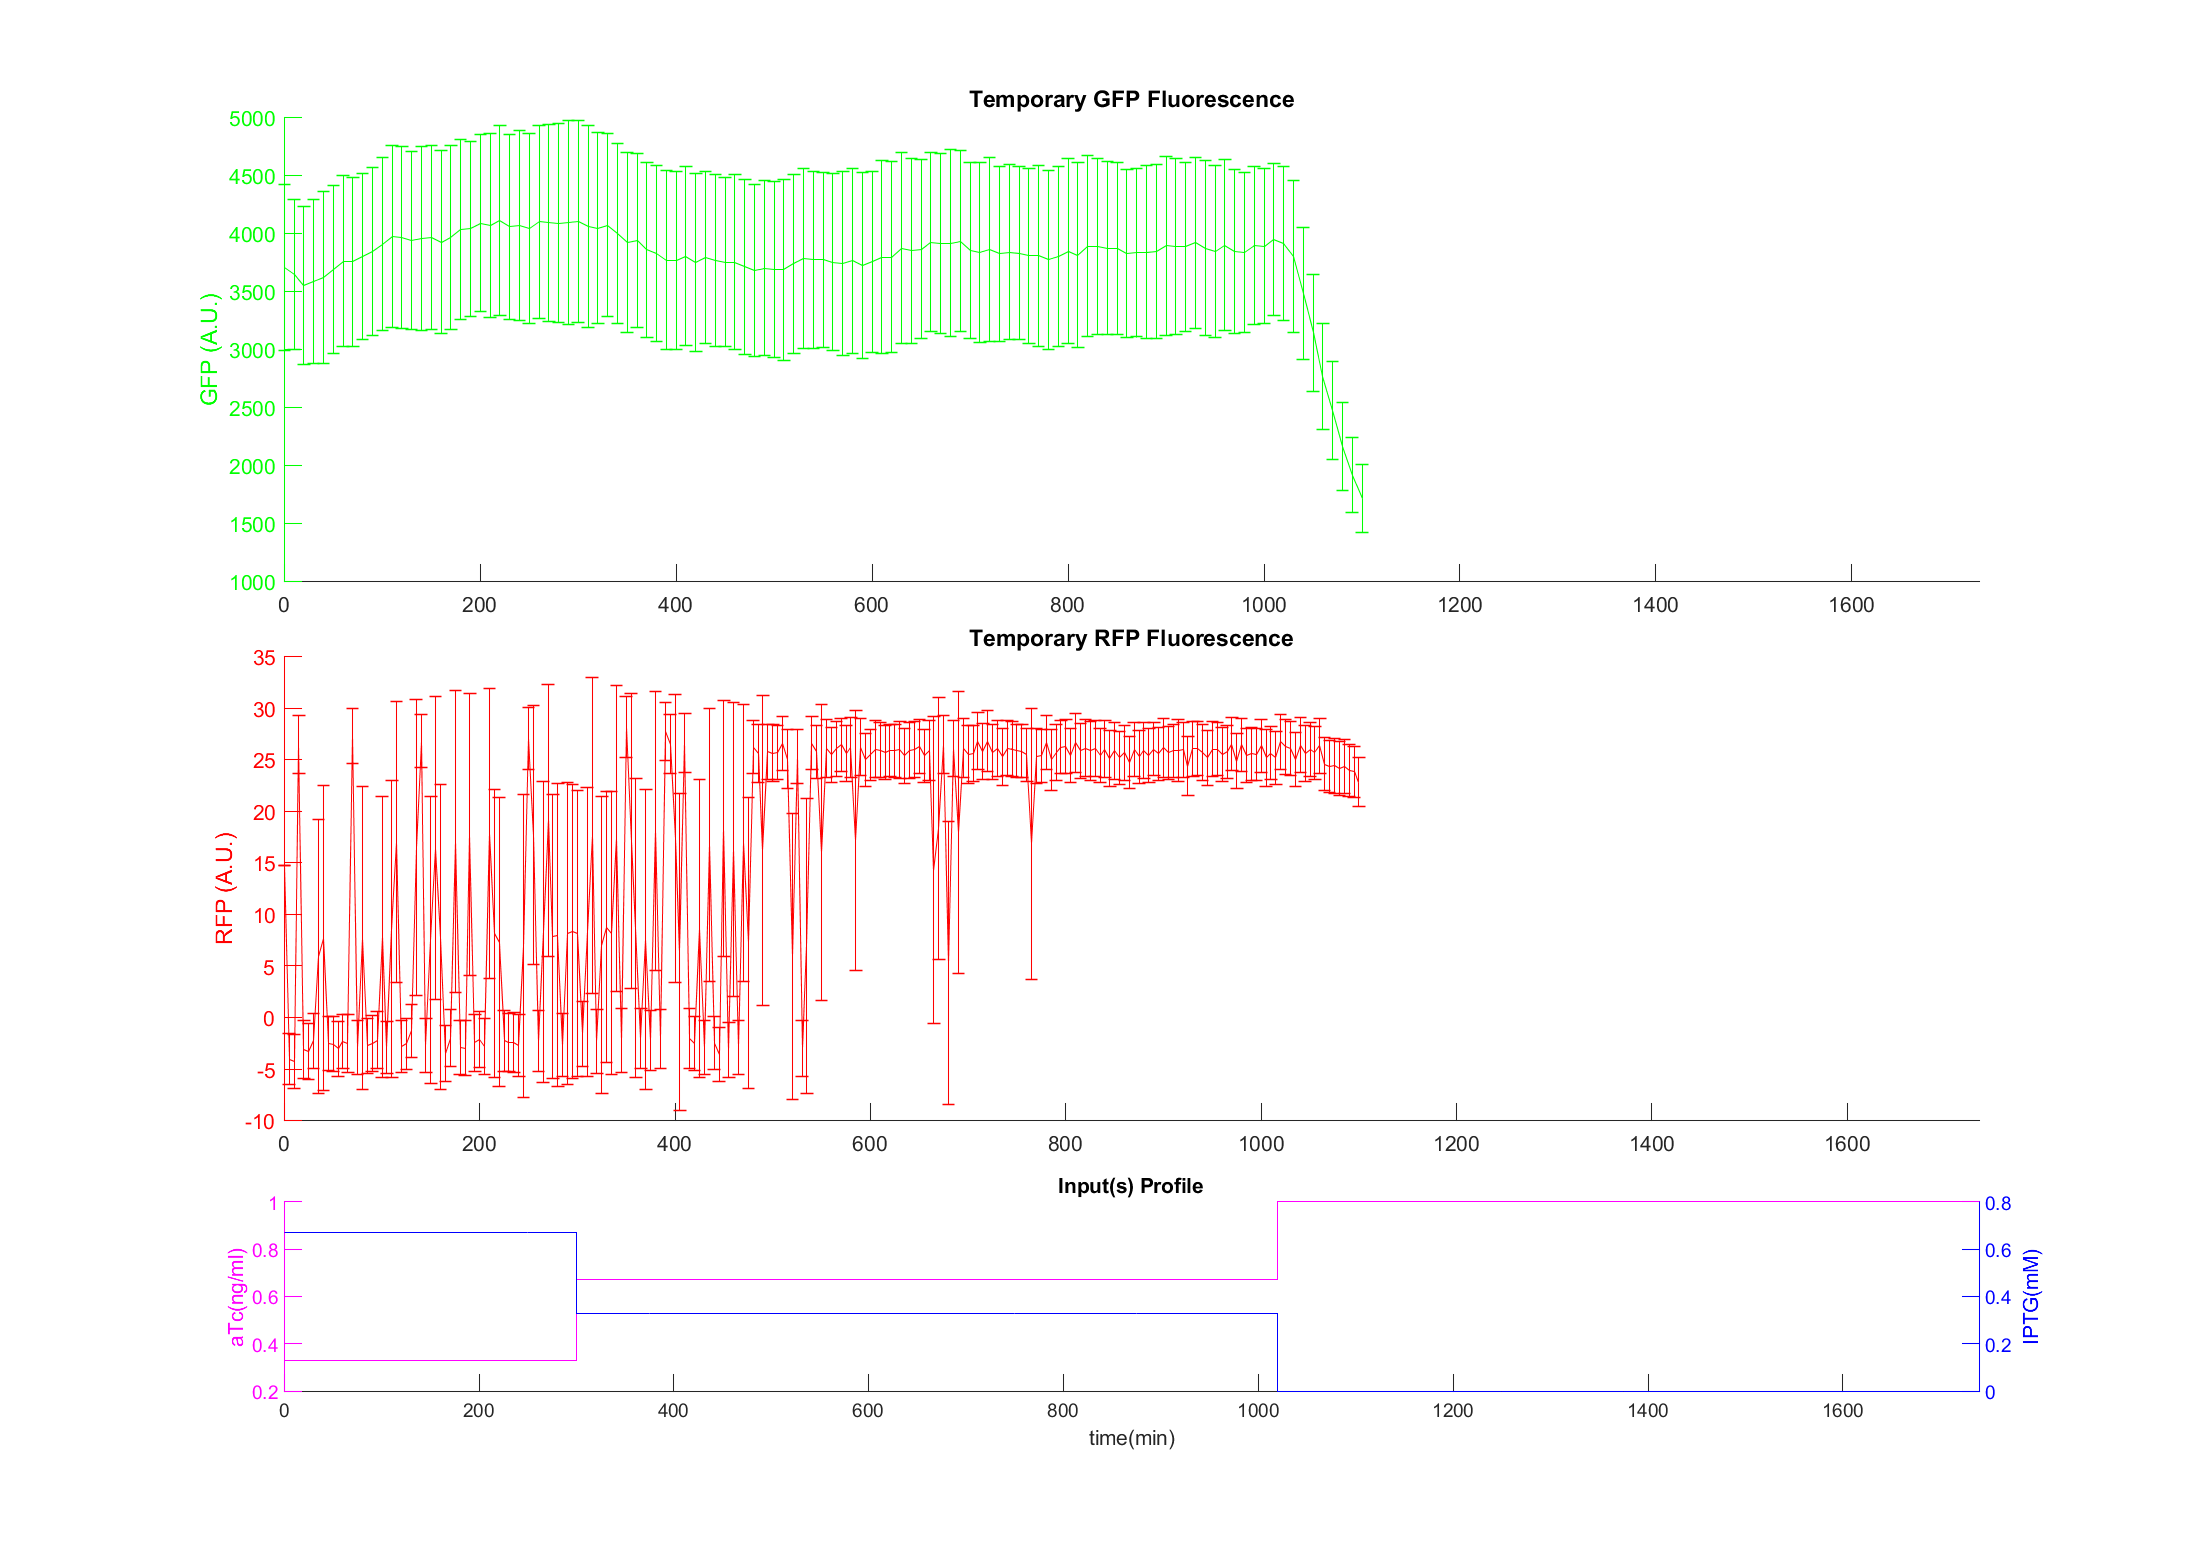 Temporary GFP Fluorescence
GFP (A.U.)
5000
4500
4000
3500
3000
2500
2000
1500
1000
0 200 400 600 800 1000 1200 1400 1600
Temporary RFP Fluorescence
RFP (A.U.)
35
30
25
20
15
10
5
0
-5
-10
0 200 400 600 800 1000 1200 1400 1600
Input(s) Profile
aTc(ng/ml)
1
0.8
0.6
0.4
0.2
IPTG(mM)
0.8
0.6
0.4
0.2
0
0 200 400 600 800 1000 1200 1400 1600
time(min)